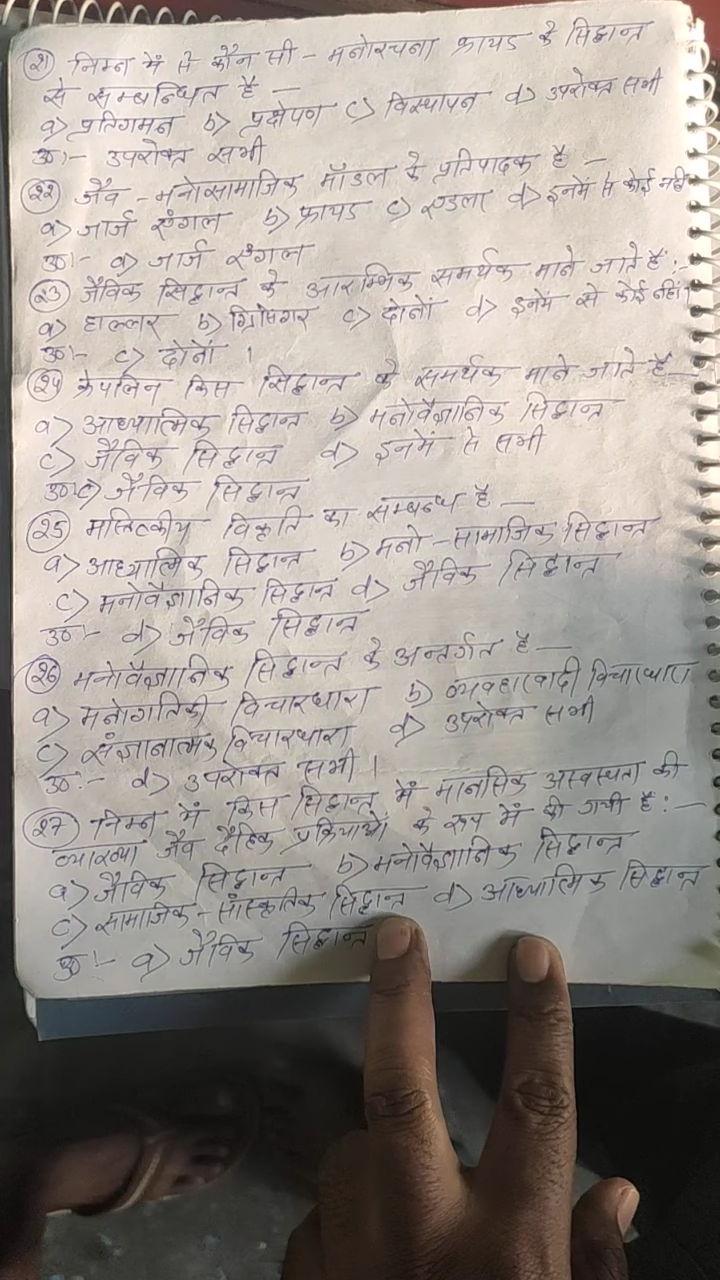 (21) निम्न में से कौन सी - मनोरचना फ्रायड के सिद्वान्त
से सम्बन्धित है —
a> प्रतिगमन b> प्रक्षेपण c> विस्थापन d> उपरोक्त सभी
उ०:- उपरोक्त सभी
(22) जैव - मनोसामाजिक मॉडल के प्रतिपादक है —
a> जार्ज एंगल b> फ्रायड c> एडलर d> इनमें से कोई नहीं
उ०:- a> जार्ज एंगल
(23) जैविक सिद्वान्त के आरम्भिक समर्थक माने जाते हैं:-
a> हाल्लर b> ग्रिसिंगर c> दोनों d> इनमें से कोई नहीं।
उ०:- c> दोनों ।
(24) क्रेपलिन किस सिद्वान्त के समर्थक माने जाते हैं —
a> आध्यात्मिक सिद्वान्त b> मनोवैज्ञानिक सिद्वान्त
c> जैविक सिद्वान्त d> इनमें से सभी
उ०:- c> जैविक सिद्वान्त
(25) मस्तिष्कीय विकृति का सम्बन्ध है —
a> आध्यात्मिक सिद्वान्त b> मनो - सामाजिक सिद्वान्त
c> मनोवैज्ञानिक सिद्वान्त d> जैविक सिद्वान्त
उ०:- d> जैविक सिद्वान्त
(26) मनोवैज्ञानिक सिद्वान्त के अन्तर्गत है —
a> मनोगतिकी विचारधारा b> व्यवहारवादी विचारधारा
c> संज्ञानात्मक विचारधारा d> उपरोक्त सभी
उ०:- d> उपरोक्त सभी ।
(27) निम्न में किस सिद्वान्त में मानसिक अस्वस्थता की
व्याख्या जैव दैहिक प्रक्रियाओं के रूप में की गयी है:-
a> जैविक सिद्वान्त b> मनोवैज्ञानिक सिद्वान्त
c> सामाजिक - सांस्कृतिक सिद्वान्त d> आध्यात्मिक सिद्वान्त
उ०:- a> जैविक सिद्वान्त